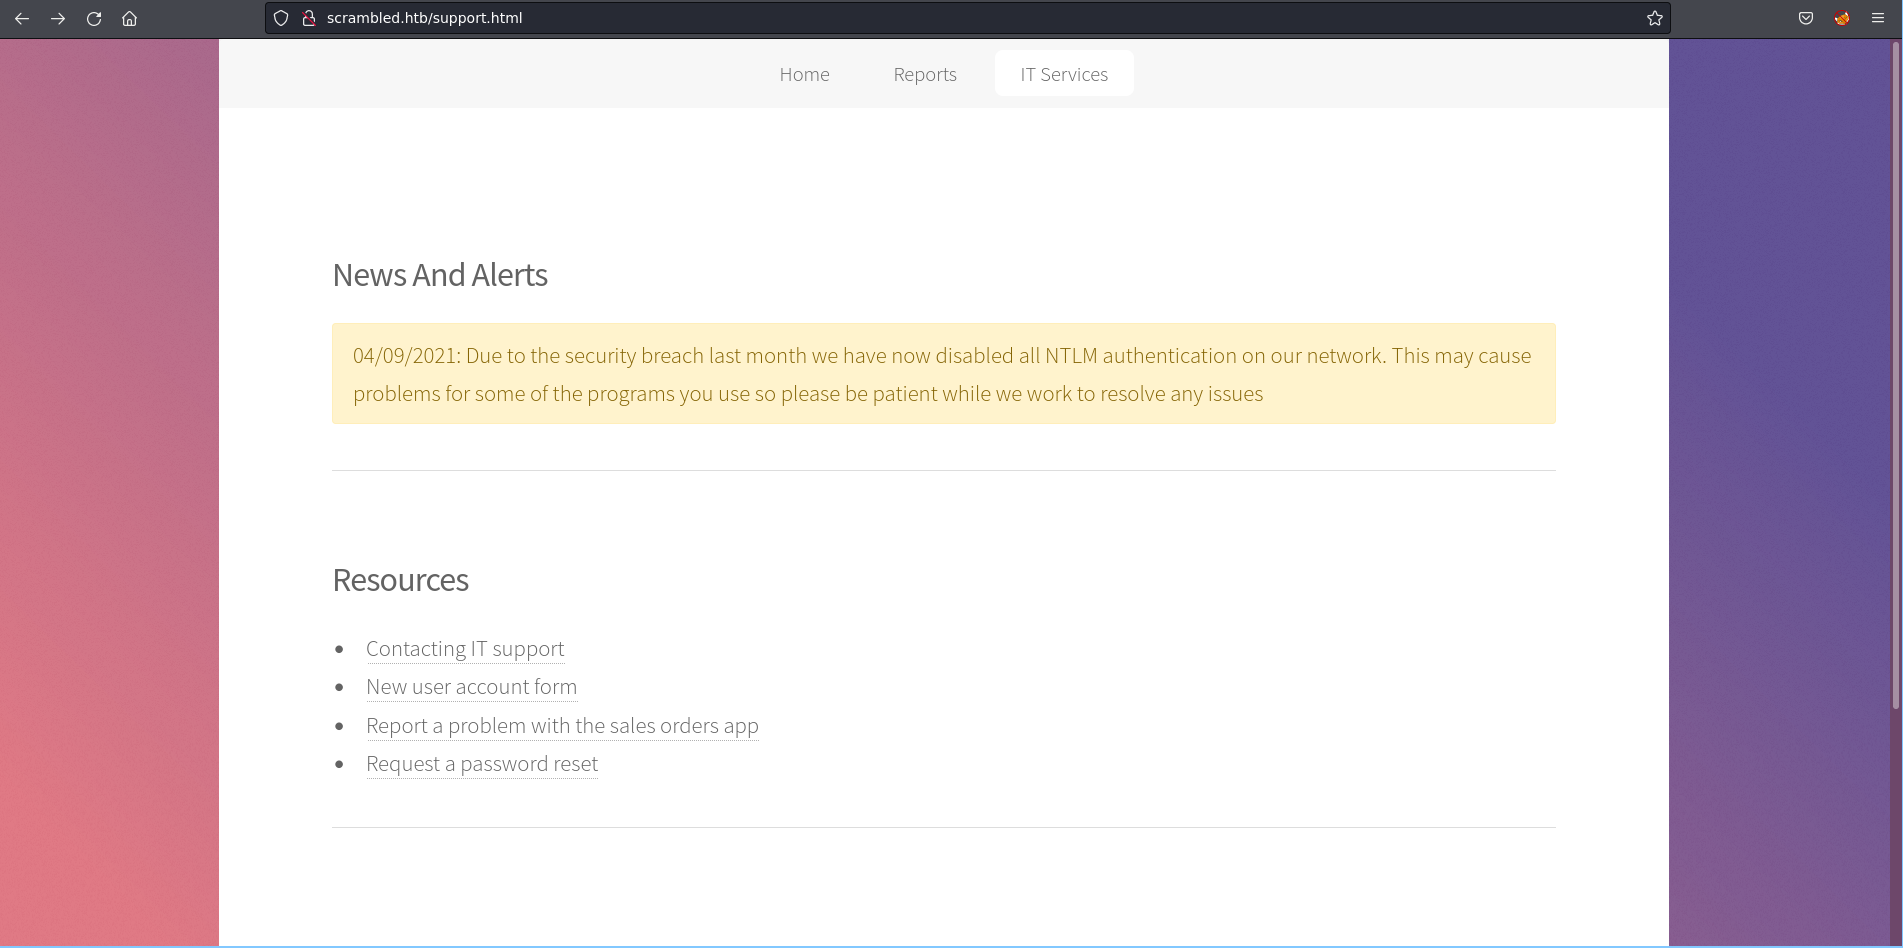 scrambled.htb/support.html
Home Reports IT Services
News And Alerts
04/09/2021: Due to the security breach last month we have now disabled all NTLM authentication on our network. This may cause
problems for some of the programs you use so please be patient while we work to resolve any issues
Resources
Contacting IT support
New user account form
Report a problem with the sales orders app
Request a password reset